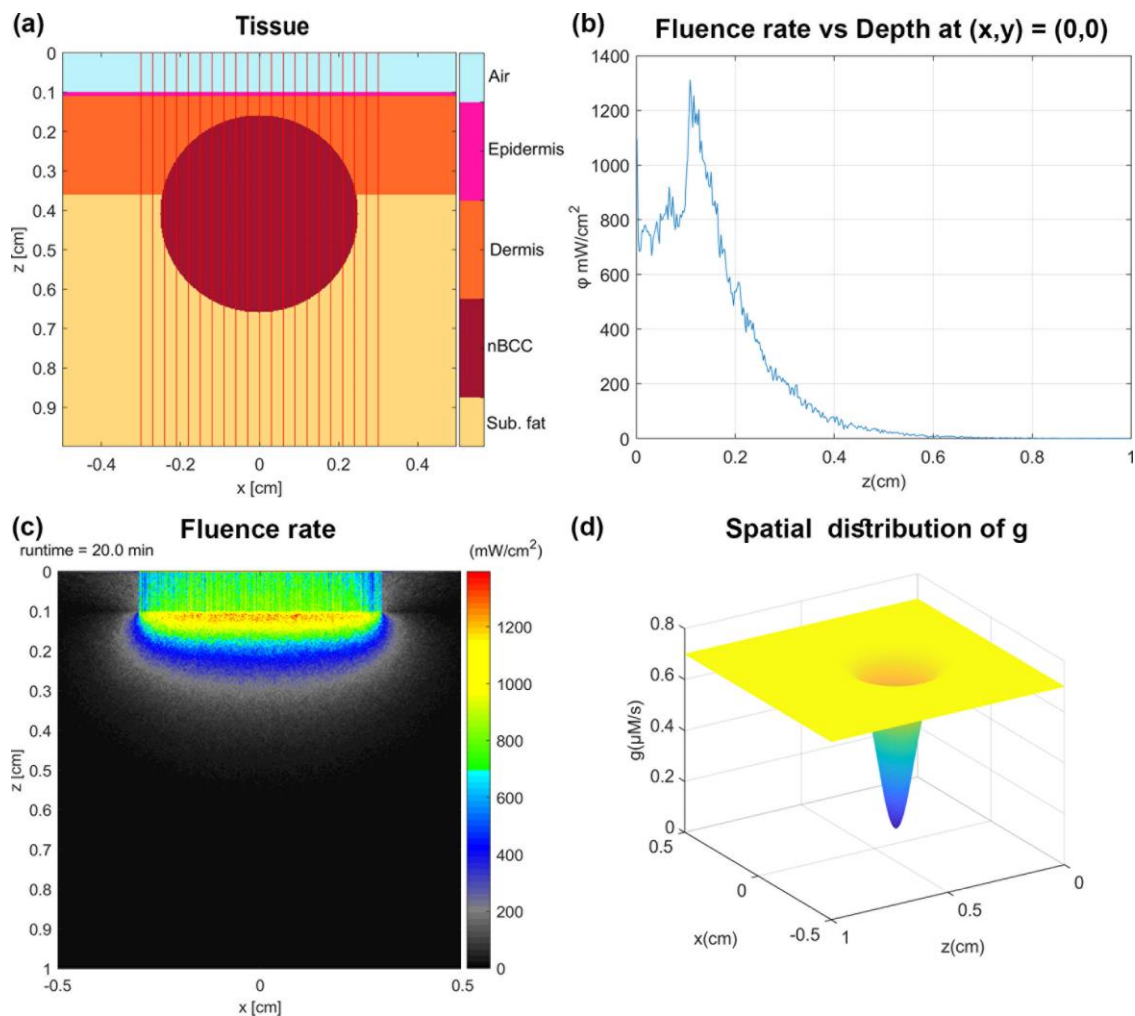 (a)
Tissue
0
0.1
0.2
0.3
0.4
0.5
0.6
0.7
0.8
0.9
z [cm]
-0.4
-0.2
0
0.2
0.4
x [cm]
Air
Epidermis
Dermis
nBCC
Sub. fat
(b)
Fluence rate vs Depth at (x,y) = (0,0)
1400
1200
1000
800
600
400
200
0
φ mW/cm²
0
0.2
0.4
0.6
0.8
1
z(cm)
(c)
Fluence rate
runtime = 20.0 min
(mW/cm²)
0
0.1
0.2
0.3
0.4
0.5
0.6
0.7
0.8
0.9
1
z [cm]
-0.5
0
0.5
x [cm]
1200
1000
800
600
400
200
0
(d)
Spatial distribution of g
0.8
0.6
0.4
0.2
0
g(μM/s)
0.5
0
-0.5
x(cm)
1
0.5
0
z(cm)